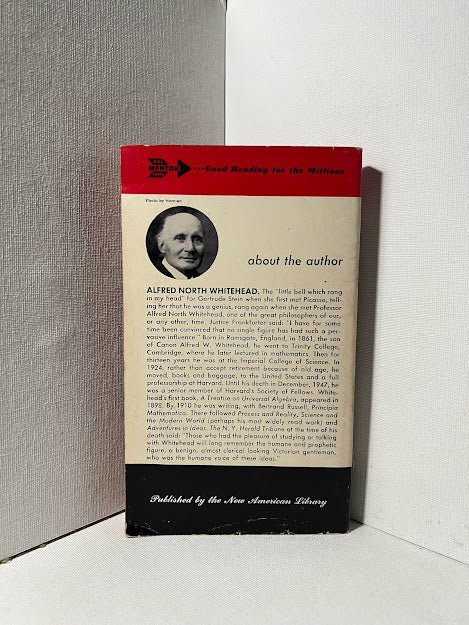 MENTOR ...Good Reading for the Millions
Photo by Norman
about the author
ALFRED NORTH WHITEHEAD. The "little bell which rang
in my head" for Gertrude Stein when she first met Picasso, tell-
ing her that he was a genius, rang again when she met Professor
Alfred North Whitehead, one of the great philosophers of our,
or any other, time. Justice Frankfurter said: "I have for some
time been convinced that no single figure has had such a per-
vasive influence." Born in Ramsgate, England, in 1861, the son
of Canon Alfred W. Whitehead, he went to Trinity College,
Cambridge, where he later lectured in mathematics. Then for
thirteen years he was at the Imperial College of Science. In
1924, rather than accept retirement because of old age, he
moved, books and baggage, to the United States and a full
professorship at Harvard. Until his death in December, 1947, he
was a senior member of Harvard's Society of Fellows. White-
head's first book, A Treatise on Universal Algebra, appeared in
1898. By 1910 he was writing, with Bertrand Russell, Principia
Mathematica. There followed Process and Reality, Science and
the Modern World (perhaps his most widely read work) and
Adventures in Ideas. The N. Y. Herald Tribune at the time of his
death said: "Those who had the pleasure of studying or talking
with Whitehead will long remember the humane and prophetic
figure, a benign, almost clerical looking Victorian gentleman,
who was the humane voice of these ideas."
Published by the New American Library